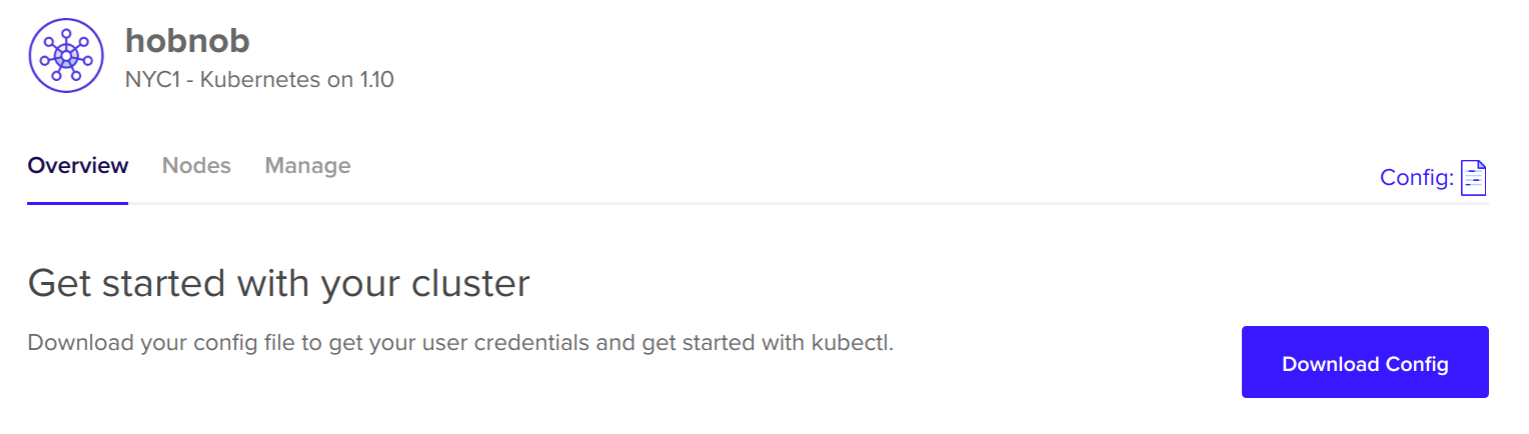 hobnob
NYC1 - Kubernetes on 1.10
Overview Nodes Manage
Config:
Get started with your cluster
Download your config file to get your user credentials and get started with kubectl.
Download Config